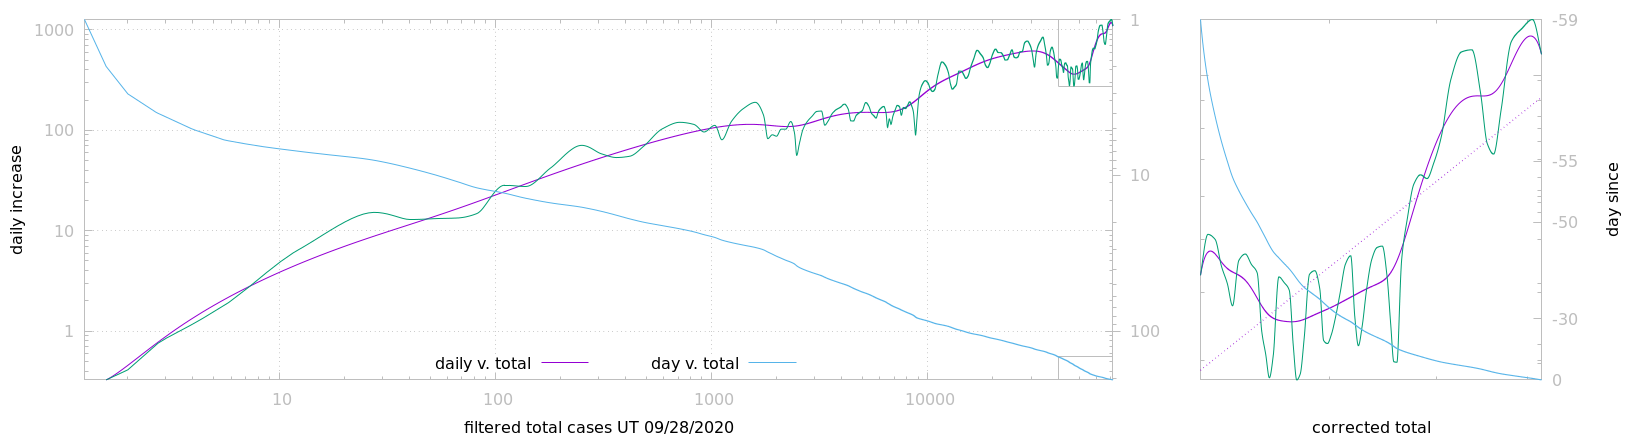 daily increase
1000
100
10
1
10
100
1000
10000
filtered total cases UT 09/28/2020
daily v. total
day v. total
1
10
100
corrected total
-59
-55
-50
-30
0
day since